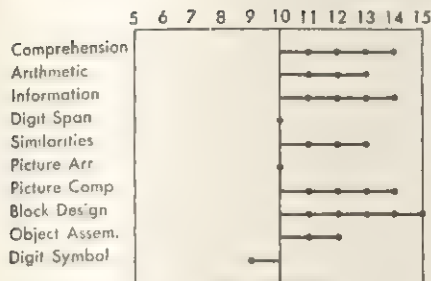 5 6 7 8 9 10 11 12 13 14 15
Comprehension
Arithmetic
Information
Digit Span
Similarities
Picture Arr
Picture Comp
Block Design
Object Assem.
Digit Symbol